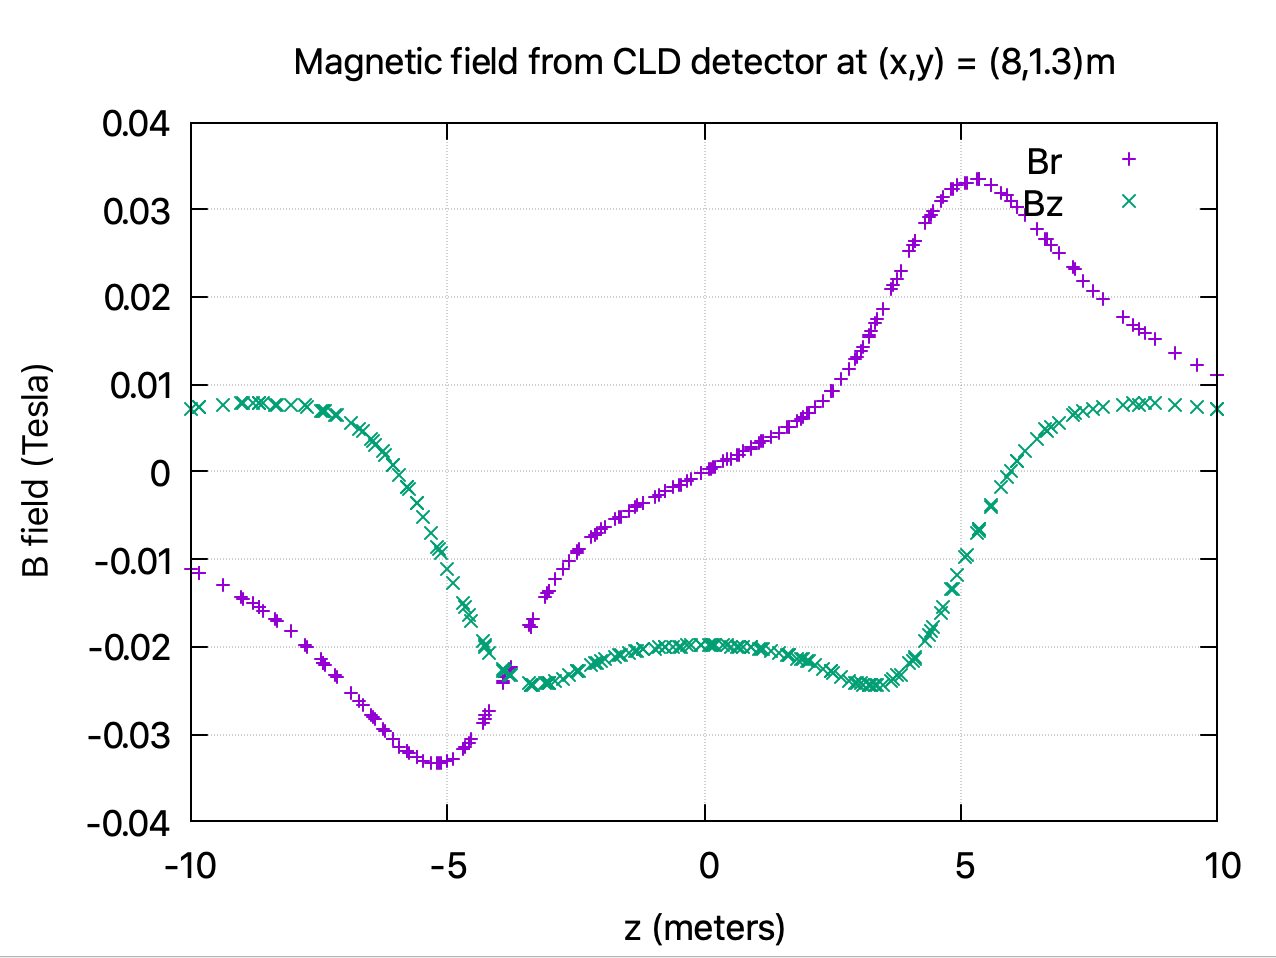 Magnetic field from CLD detector at (x,y) = (8,1.3)m
0.04
0.03
0.02
0.01
0
-0.01
-0.02
-0.03
-0.04
B field (Tesla)
Br
Bz
-10
-5
0
5
10
z (meters)